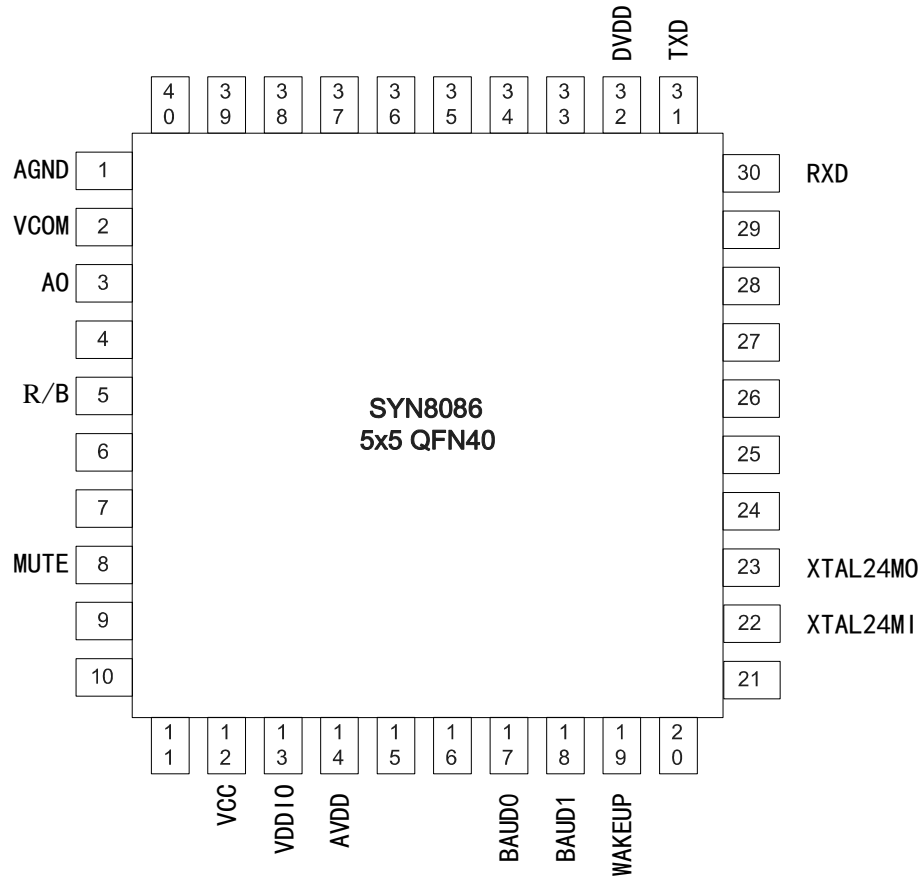 DVDD
TXD
40
39
38
37
36
35
34
33
32
31
AGND 1
VCOM 2
AO 3
4
R/B 5
6
7
MUTE 8
9
10
SYN8086
5x5 QFN40
30 RXD
29
28
27
26
25
24
23 XTAL24MO
22 XTAL24MI
21
11
12
13
14
15
16
17
18
19
20
VCC
VDDIO
AVDD
BAUD0
BAUD1
WAKEUP